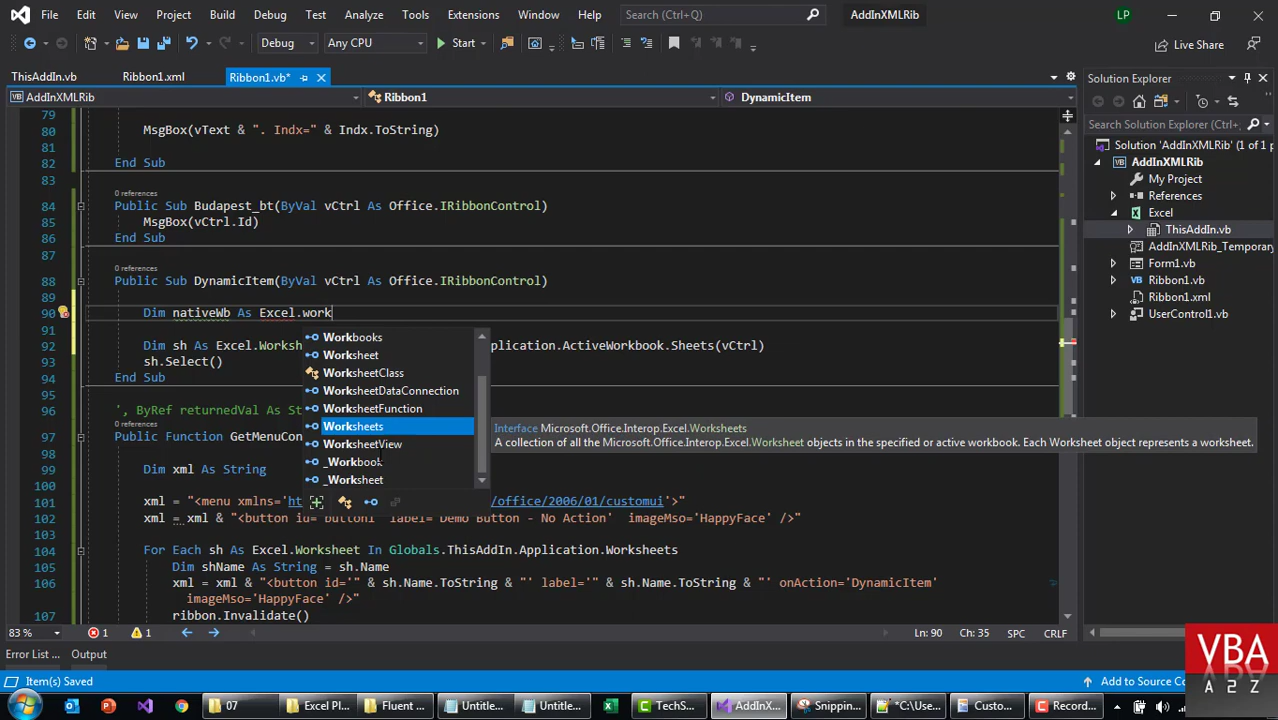 File Edit View Project Build Debug Test Analyze Tools Extensions Window Help Search (Ctrl+Q) AddInXMLRib LP
Debug Any CPU Start Live Share
ThisAddIn.vb Ribbon1.xml Ribbon1.vb*
AddInXMLRib Ribbon1 DynamicItem
Solution Explorer
Search Solution Explorer (Ctrl+
Solution 'AddInXMLRib' (1 of 1 p
AddInXMLRib
My Project
References
Excel
ThisAddIn.vb
AddInXMLRib_Temporary
Form1.vb
Ribbon1.vb
Ribbon1.xml
UserControl1.vb
79
80 MsgBox(vText & ". Indx=" & Indx.ToString)
81
82 End Sub
83
0 references
84 Public Sub Budapest_bt(ByVal vCtrl As Office.IRibbonControl)
85 MsgBox(vCtrl.Id)
86 End Sub
87
0 references
88 Public Sub DynamicItem(ByVal vCtrl As Office.IRibbonControl)
89
90 Dim nativeWb As Excel.work
91
92 Dim sh As Excel.Worksh plication.ActiveWorkbook.Sheets(vCtrl)
93 sh.Select()
94 End Sub
95
96 ', ByRef returnedVal As St
0 references
97 Public Function GetMenuCon
98
99 Dim xml As String
100
101 xml = "<menu xmlns='ht /office/2006/01/customui'>"
102 xml = xml & "<button id='button1' label='Demo Button - No Action' imageMso='HappyFace' />"
103
104 For Each sh As Excel.Worksheet In Globals.ThisAddIn.Application.Worksheets
105 Dim shName As String = sh.Name
106 xml = xml & "<button id='" & sh.Name.ToString & "' label='" & sh.Name.ToString & "' onAction='DynamicItem'
imageMso='HappyFace' />"
107 ribbon.Invalidate()
Workbooks
Worksheet
WorksheetClass
WorksheetDataConnection
WorksheetFunction
Worksheets
WorksheetView
_Workbook
_Worksheet
Interface Microsoft.Office.Interop.Excel.Worksheets
A collection of all the Microsoft.Office.Interop.Excel.Worksheet objects in the specified or active workbook. Each Worksheet object represents a worksheet.
83 % 1 1 Ln: 90 Ch: 35 SPC CRLF
Error List ... Output
Item(s) Saved Add to Source Co
VBA
A 2 Z
07 Excel Pl... Fluent ... Untitle... Untitle... TechS... AddInX... Snippin... *C:\Use... Custo... Record...